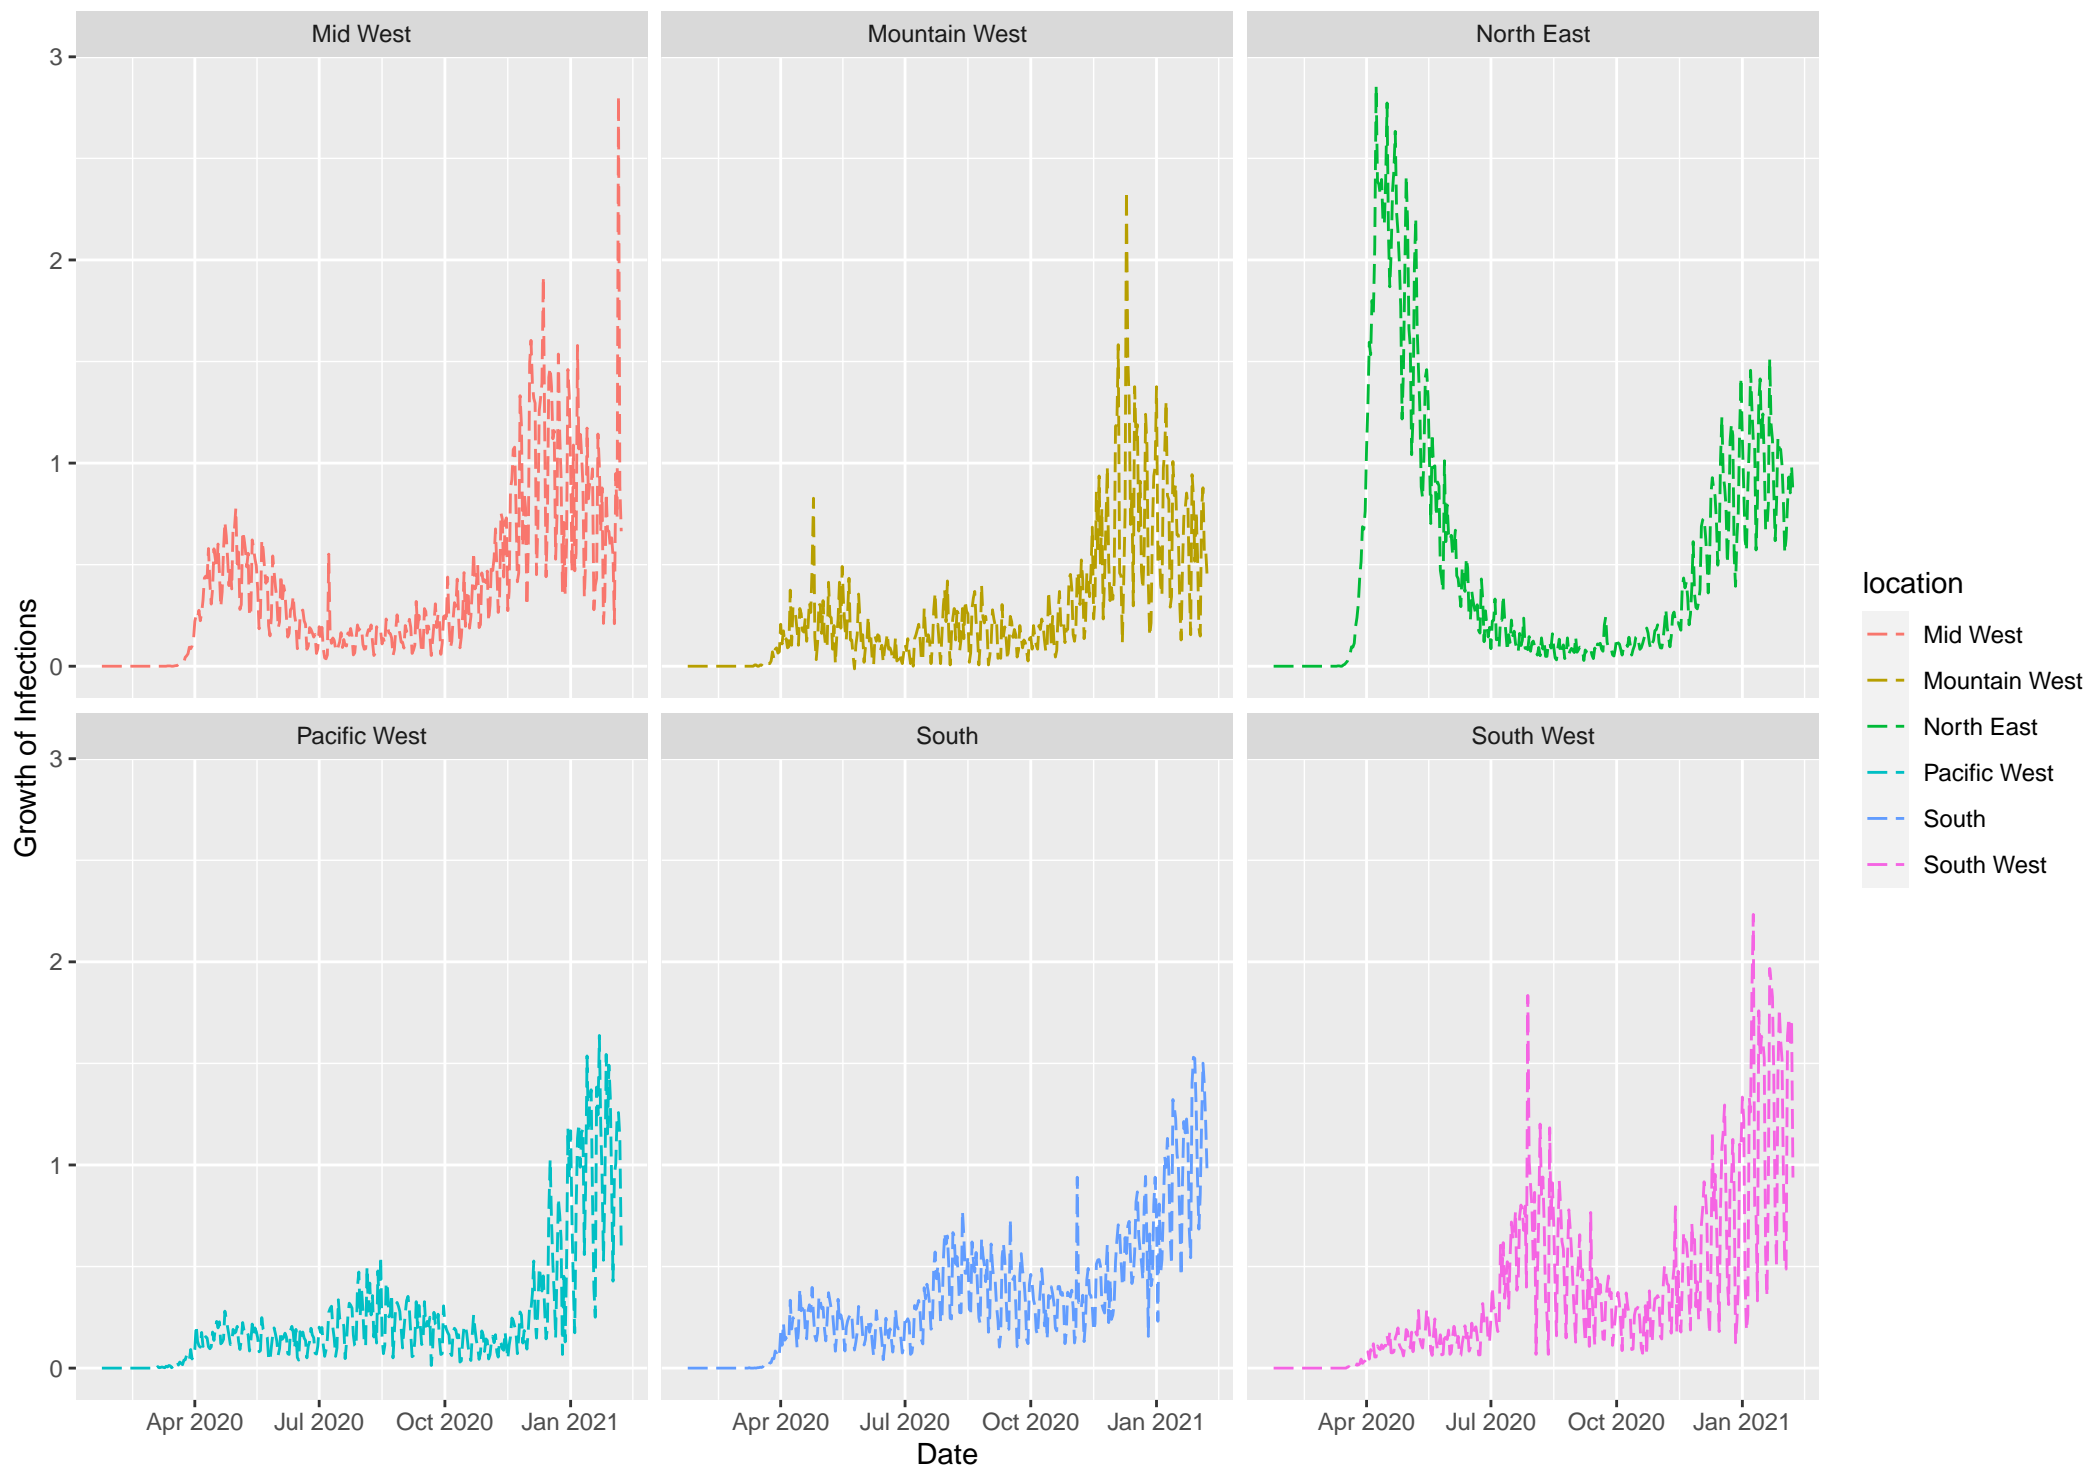 Mid West
Mountain West
North East
3
2
1
0
Pacific West
South
South West
3
2
1
0
Apr 2020
Jul 2020
Oct 2020
Jan 2021
Apr 2020
Jul 2020
Oct 2020
Jan 2021
Apr 2020
Jul 2020
Oct 2020
Jan 2021
Date
Growth of Infections
location
Mid West
Mountain West
North East
Pacific West
South
South West